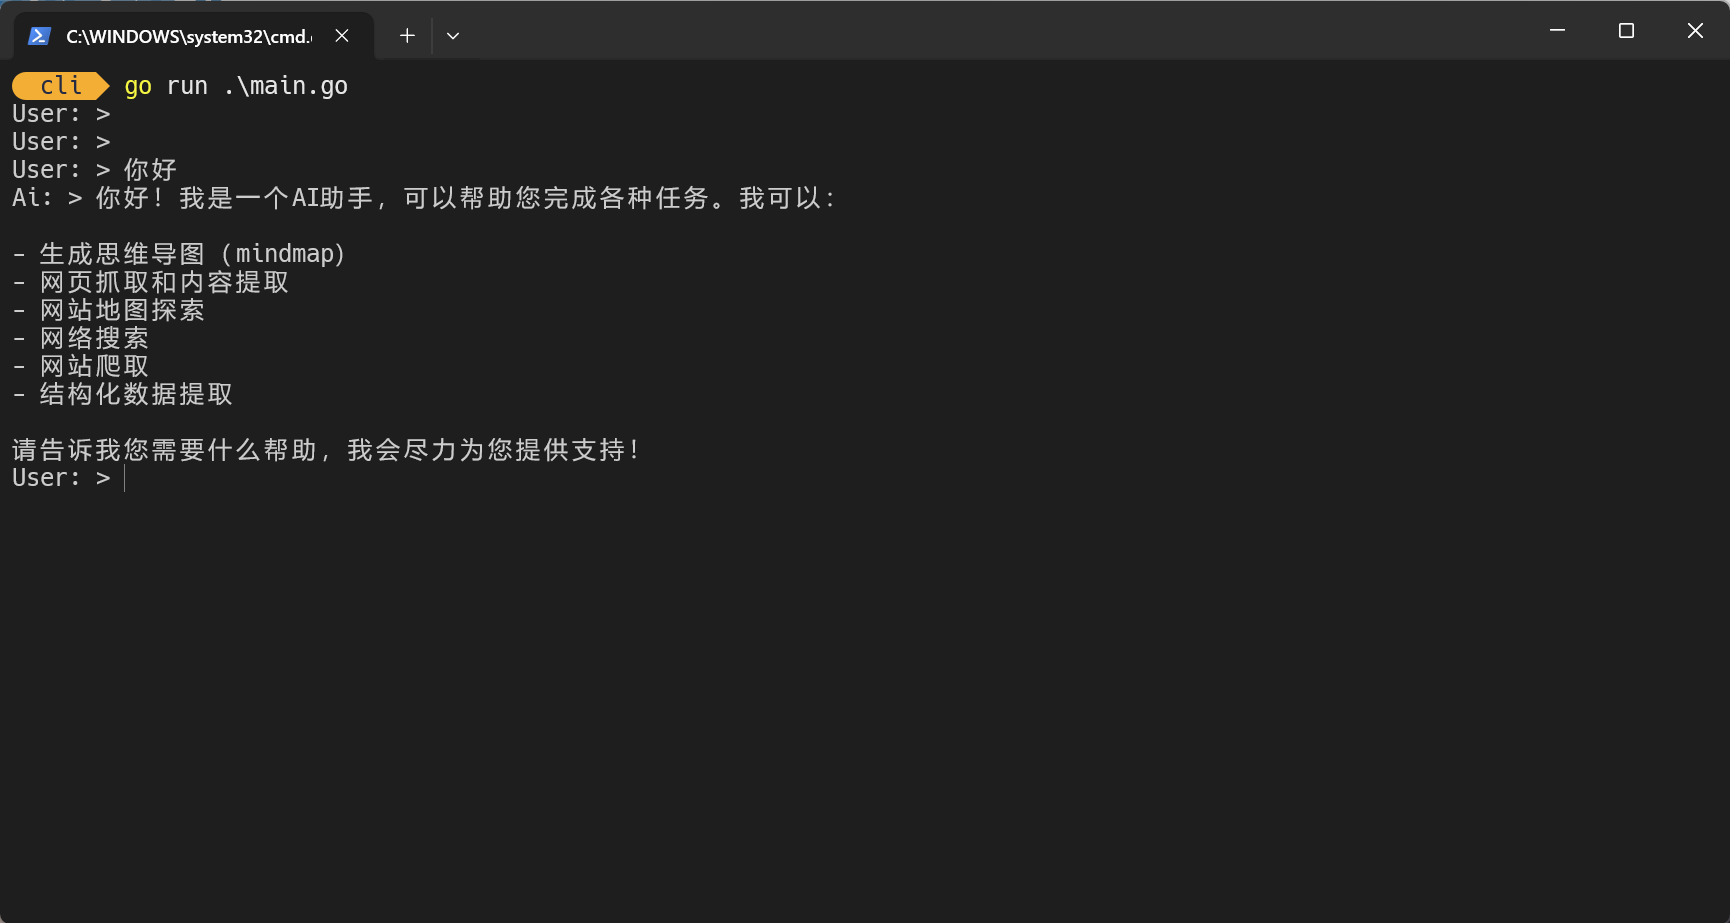 C:\WINDOWS\system32\cmd.
cli go run .\main.go
User: >
User: >
User: > 你好
Ai: > 你好！我是一个AI助手，可以帮助您完成各种任务。我可以：
- 生成思维导图（mindmap）
- 网页抓取和内容提取
- 网站地图探索
- 网络搜索
- 网站爬取
- 结构化数据提取
请告诉我您需要什么帮助，我会尽力为您提供支持！
User: >